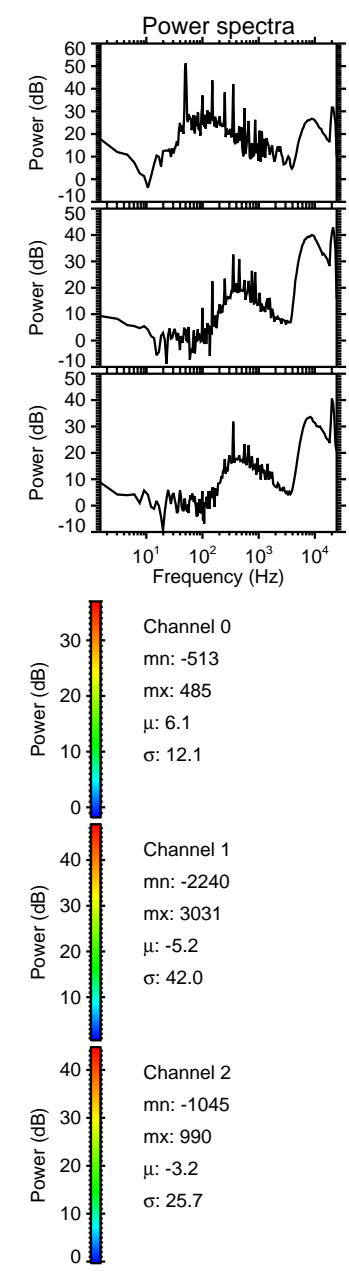 Power spectra
60
50
40
30
20
10
0
-10
Power (dB)
50
40
30
20
10
0
-10
Power (dB)
50
40
30
20
10
0
-10
Power (dB)
10¹ 10² 10³ 10⁴
Frequency (Hz)
30
20
10
0
Power (dB)
Channel 0
mn: -513
mx: 485
μ: 6.1
σ: 12.1
40
30
20
10
Power (dB)
Channel 1
mn: -2240
mx: 3031
μ: -5.2
σ: 42.0
40
30
20
10
0
Power (dB)
Channel 2
mn: -1045
mx: 990
μ: -3.2
σ: 25.7